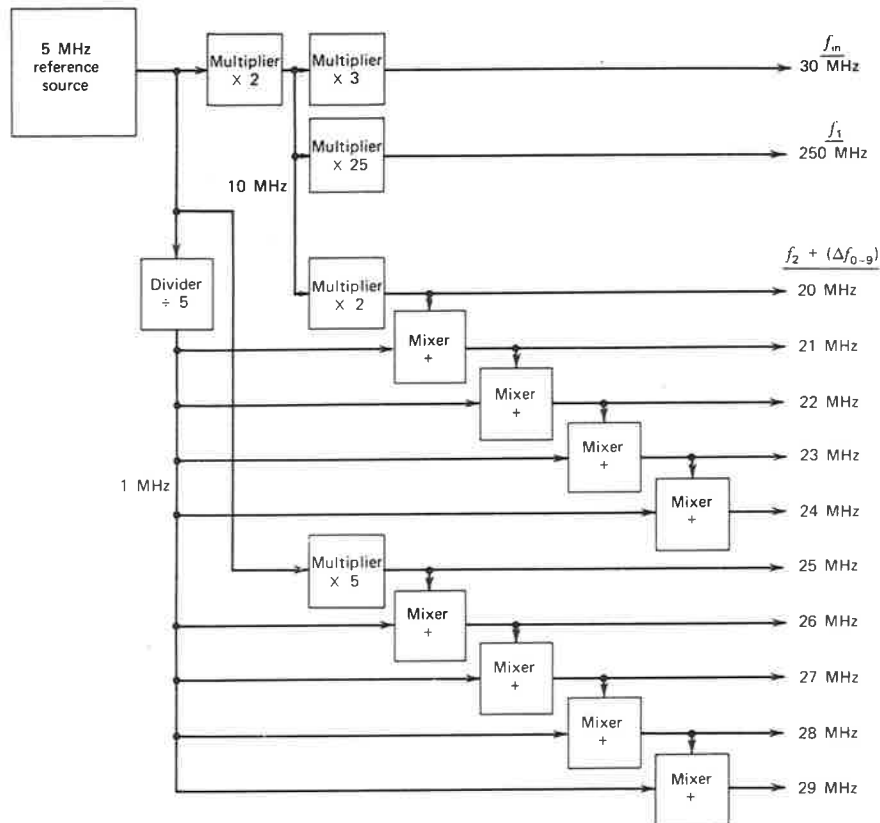 5 MHz
reference
source
Multiplier
× 2
Multiplier
× 3
f_in
30 MHz
Multiplier
× 25
f_1
250 MHz
10 MHz
Divider
÷ 5
Multiplier
× 2
f_2 + (Δf_0-9)
20 MHz
Mixer
+
21 MHz
Mixer
+
22 MHz
Mixer
+
23 MHz
1 MHz
Mixer
+
24 MHz
Multiplier
× 5
25 MHz
Mixer
+
26 MHz
Mixer
+
27 MHz
Mixer
+
28 MHz
Mixer
+
29 MHz